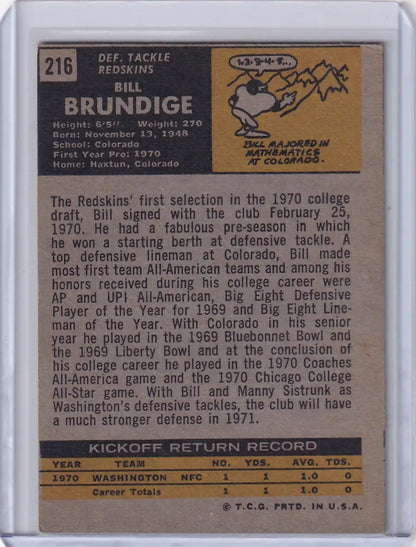 216
DEF. TACKLE
REDSKINS
BILL
BRUNDIGE
Height: 6'5" Weight: 270
Born: November 13, 1948
School: Colorado
First Year Pro: 1970
Home: Haxtun, Colorado
1-2-3-4-5...
BILL MAJORED IN
MATHEMATICS
AT COLORADO.
The Redskins' first selection in the 1970 college
draft, Bill signed with the club February 25,
1970. He had a fabulous pre-season in which
he won a starting berth at defensive tackle. A
top defensive lineman at Colorado, Bill made
most first team All-American teams and among his
honors received during his college career were
AP and UPI All-American, Big Eight Defensive
Player of the Year for 1969 and Big Eight Line-
man of the Year. With Colorado in his senior
year he played in the 1969 Bluebonnet Bowl and
the 1969 Liberty Bowl and at the conclusion of
his college career he played in the 1970 Coaches
All-America game and the 1970 Chicago College
All-Star game. With Bill and Manny Sistrunk as
Washington's defensive tackles, the club will have
a much stronger defense in 1971.
KICKOFF RETURN RECORD
YEAR TEAM NO. YDS. AVG. TDS.
1970 WASHINGTON NFC 1 1 1.0 0
Career Totals 1 1 1.0 0
© T.C.G. PRTD. IN U.S.A.